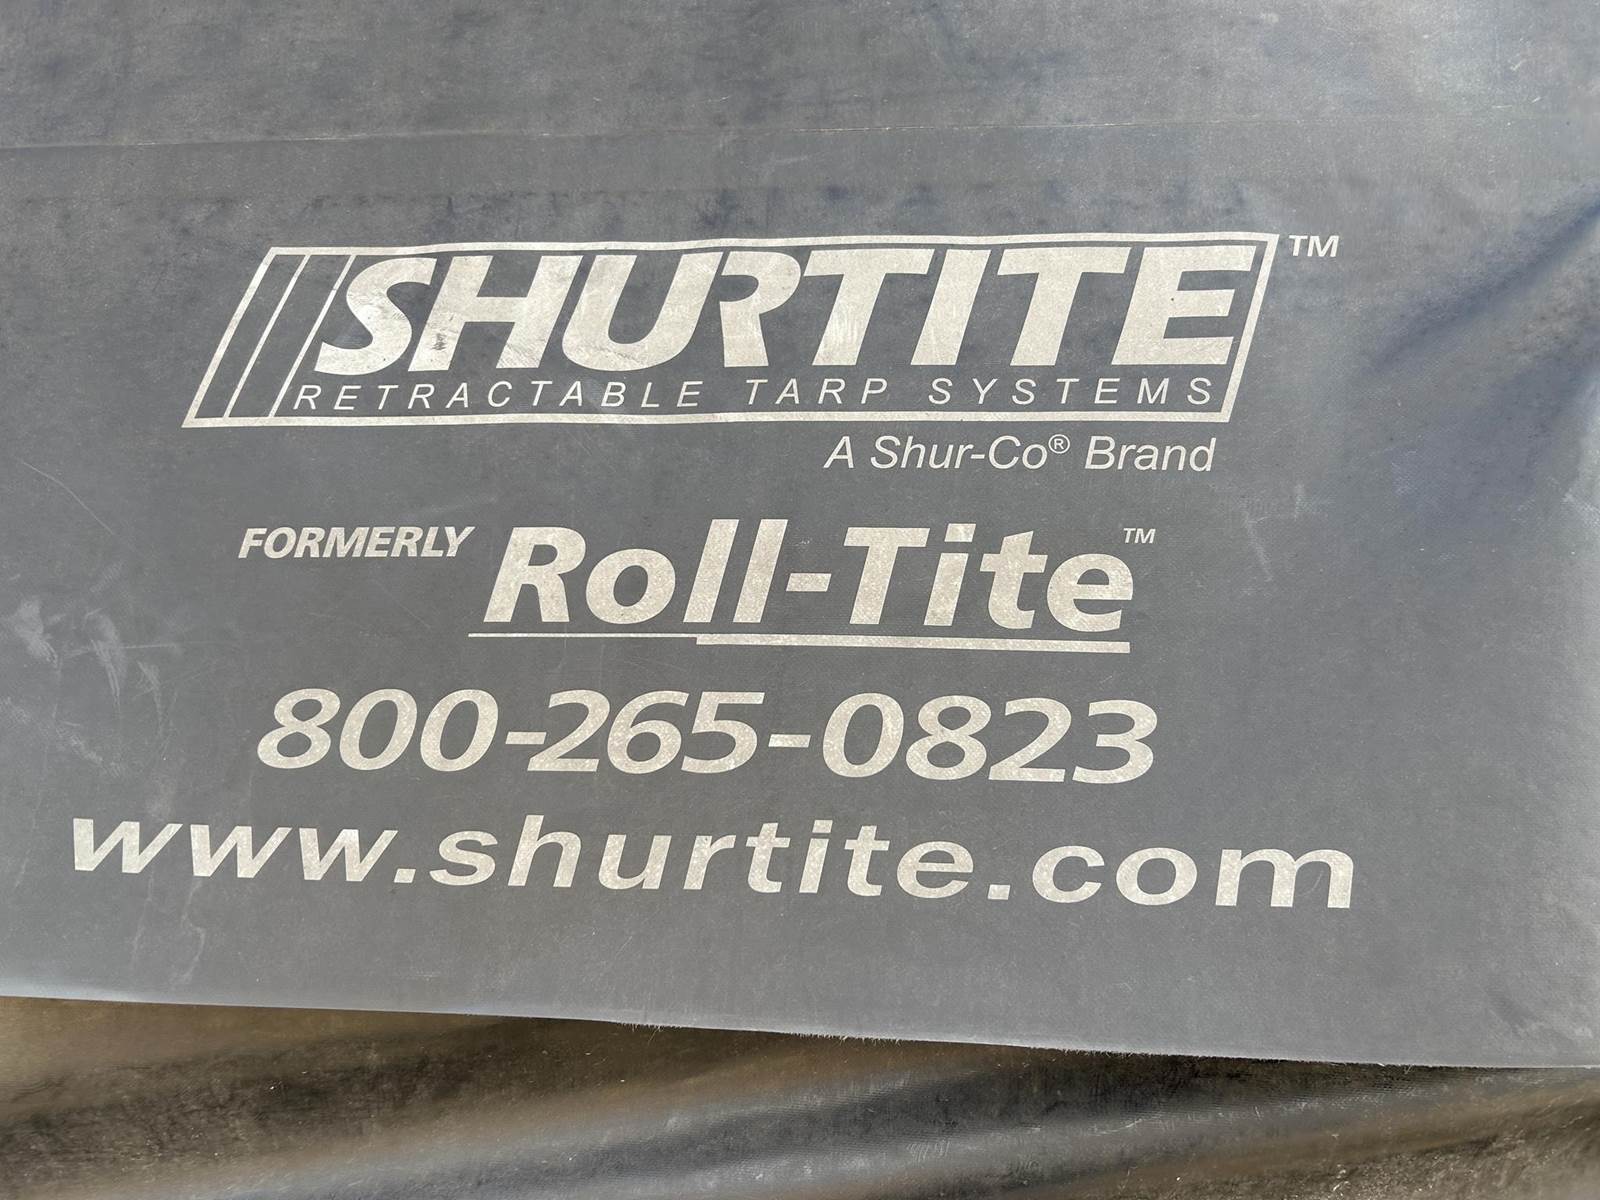 SHURTITE™
RETRACTABLE TARP SYSTEMS
A Shur-Co® Brand
FORMERLY Roll-Tite™
800-265-0823
www.shurtite.com